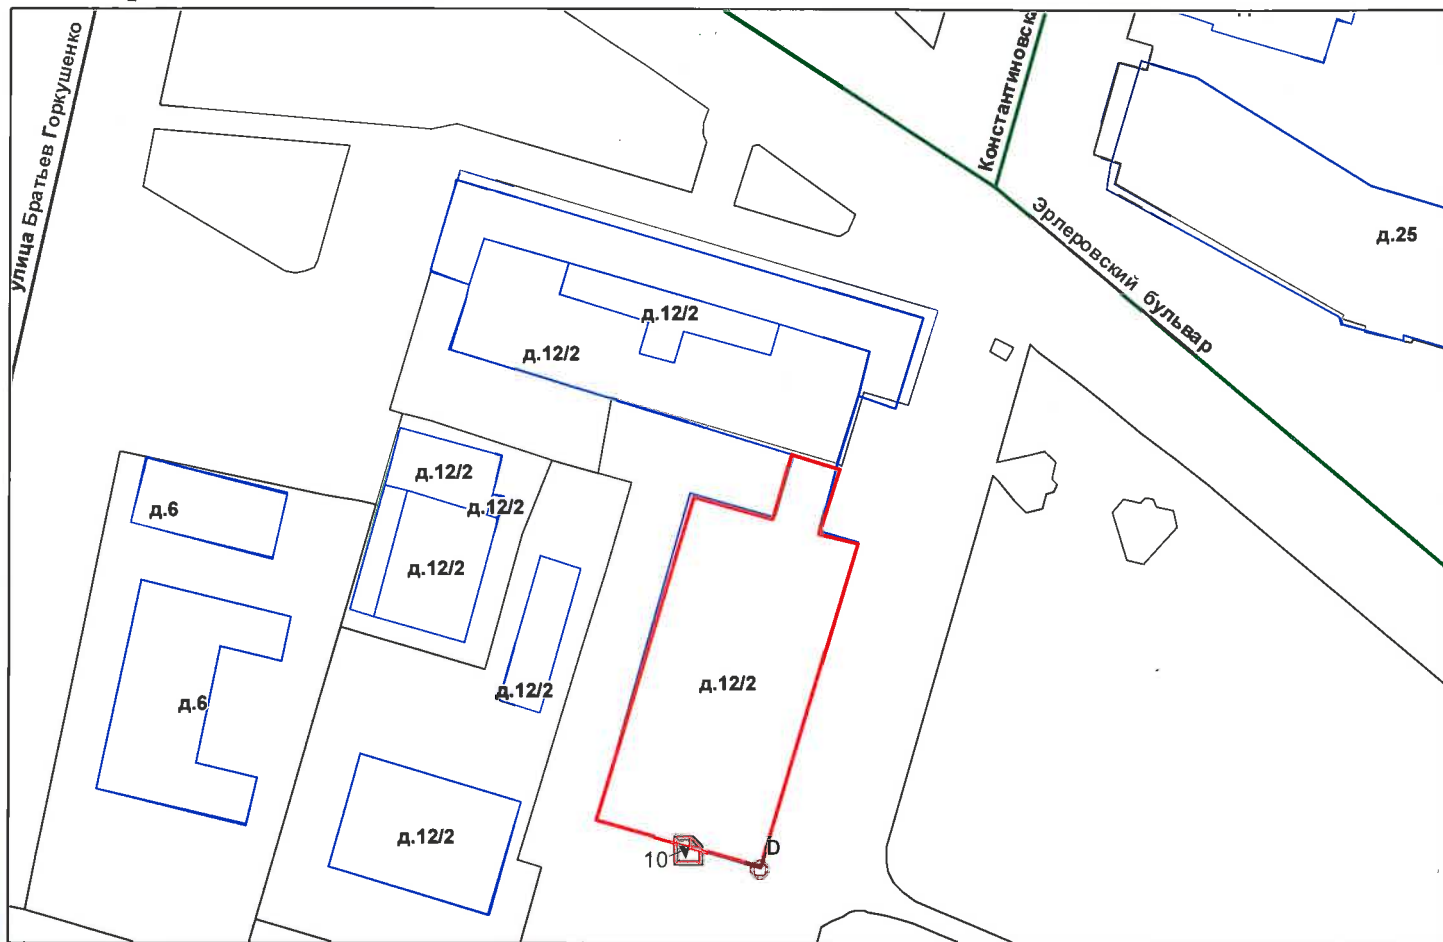 улица Братьев Горкушенко
Константиновск
Эрлеровский бульвар
д.25
д.12/2
д.12/2
д.12/2
д.12/2
д.6
д.12/2
д.12/2
д.12/2
д.6
д.12/2
10
D